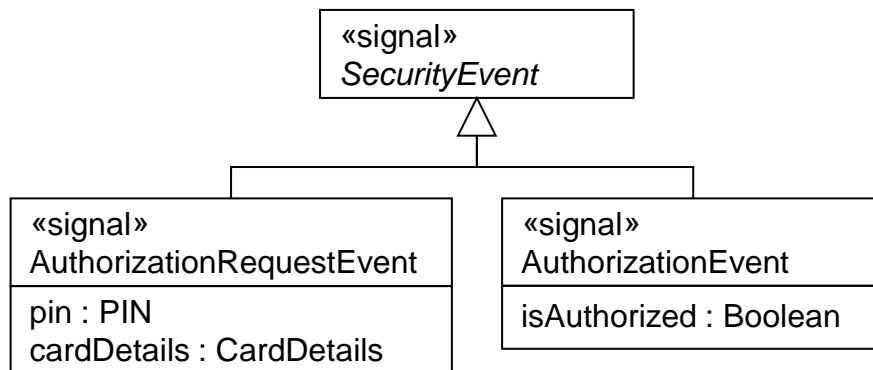 «signal»
SecurityEvent
«signal»
AuthorizationRequestEvent
pin : PIN
cardDetails : CardDetails
«signal»
AuthorizationEvent
isAuthorized : Boolean